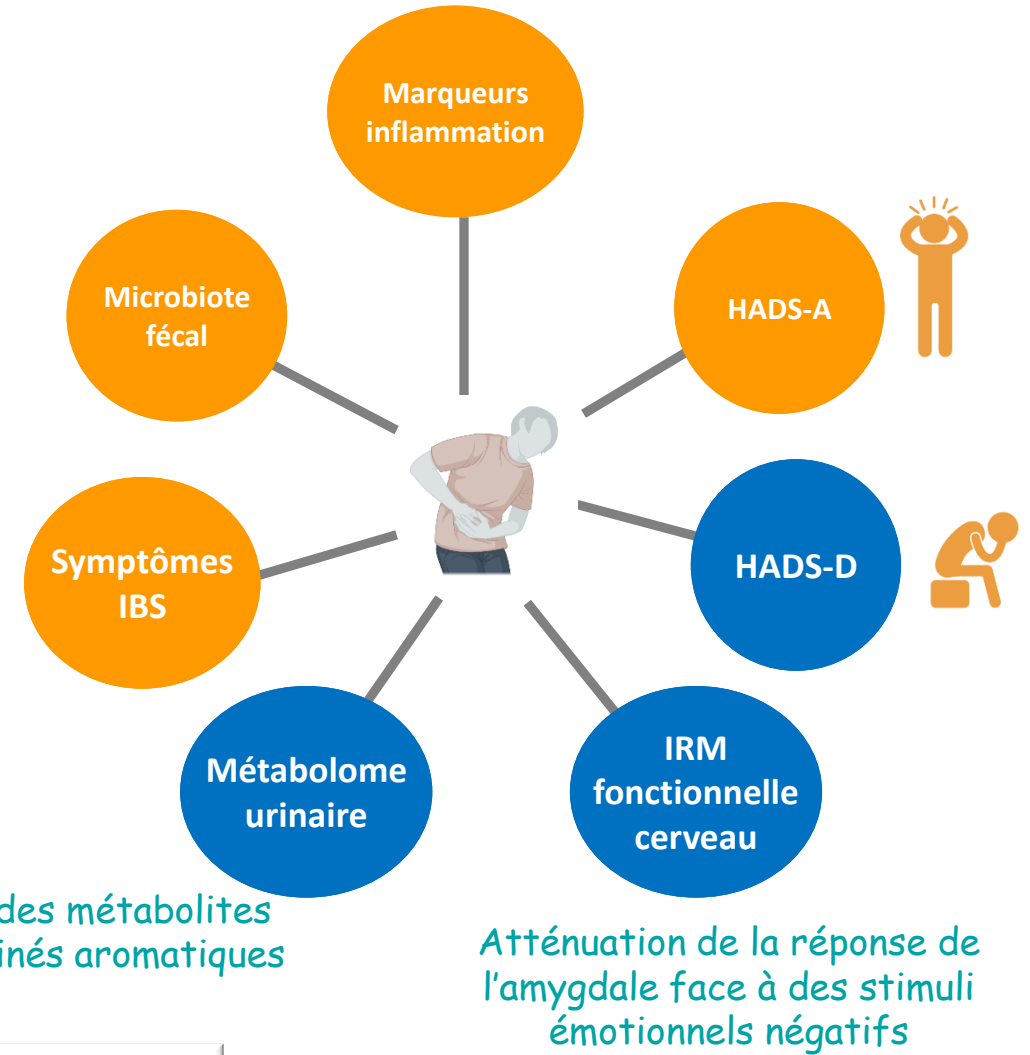 Marqueurs
inflammation
Microbiote
fécal
HADS-A
Symptômes
IBS
HADS-D
Métabolome
urinaire
IRM
fonctionnelle
cerveau
des métabolites
inés aromatiques
Atténuation de la réponse de
l'amygdale face à des stimuli
émotionnels négatifs